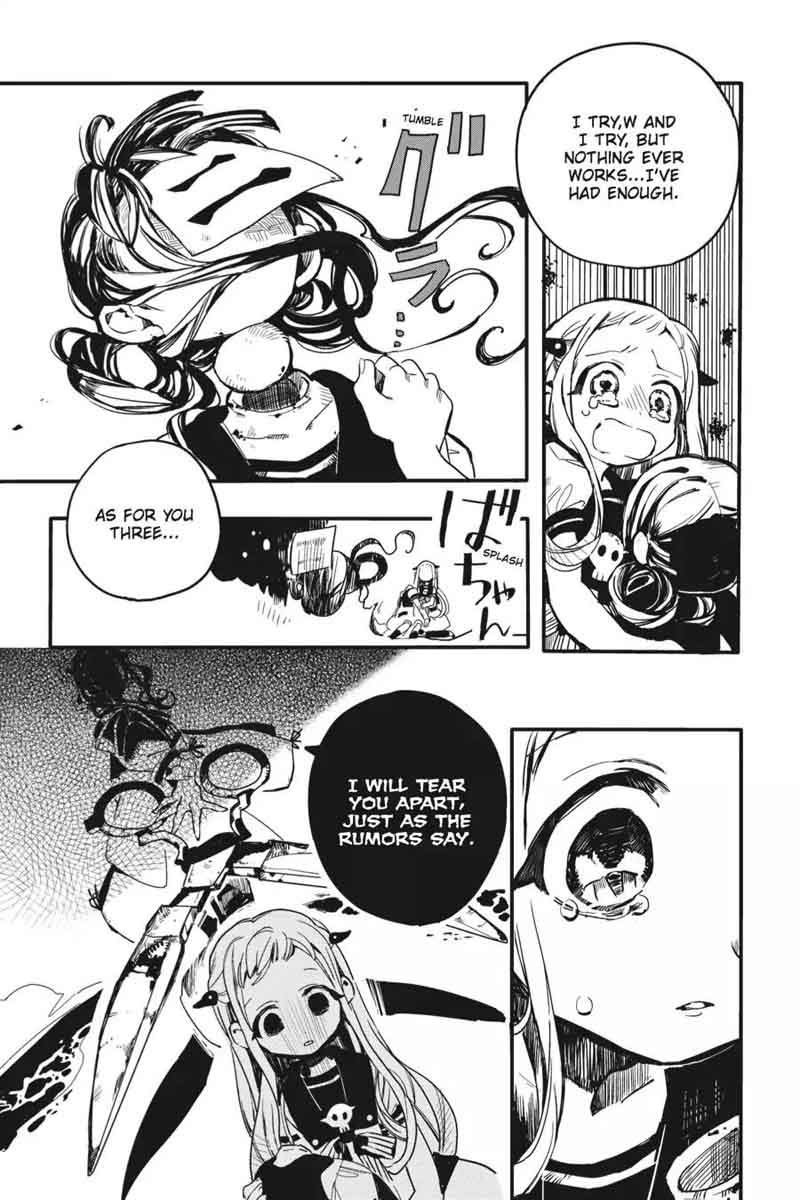 I TRY,W AND
I TRY, BUT
NOTHING EVER
WORKS...I'VE
HAD ENOUGH.
TUMBLE
グラ...
二
ばちゃん
SPLASH
AS FOR YOU
THREE...
I WILL TEAR
YOU APART,
JUST AS THE
RUMORS SAY.